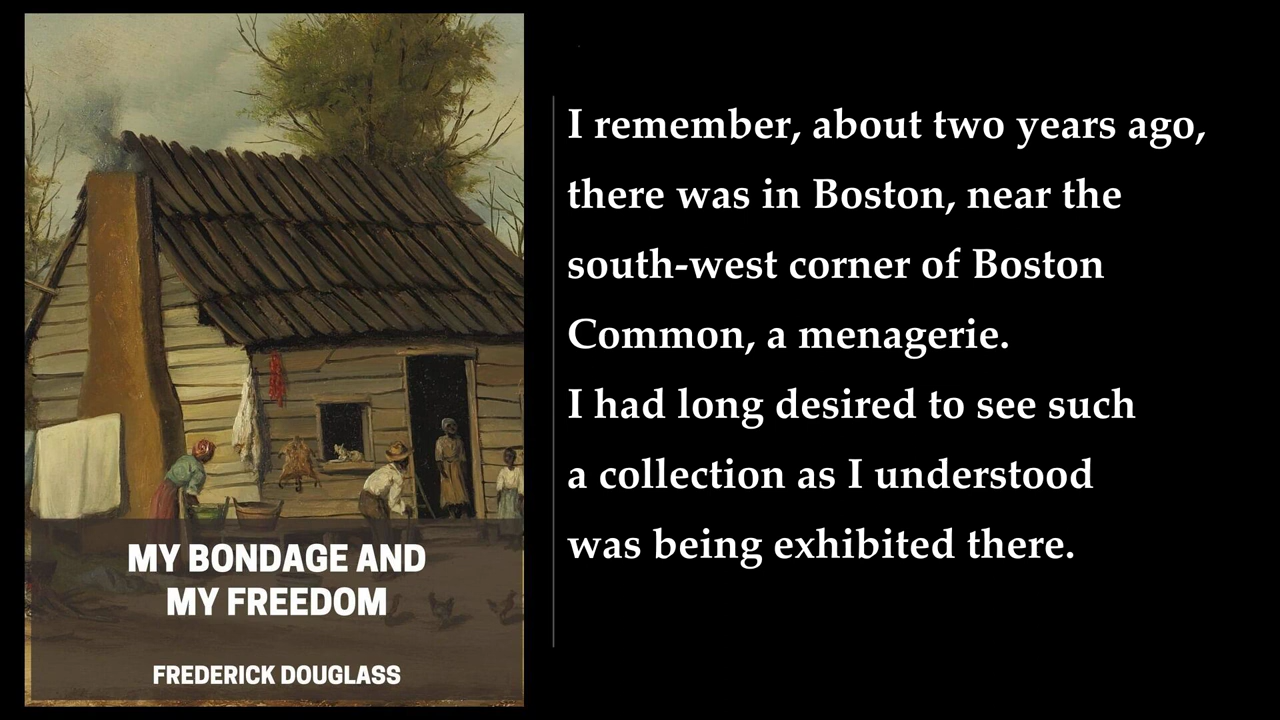 MY BONDAGE AND
MY FREEDOM
FREDERICK DOUGLASS
I remember, about two years ago,
there was in Boston, near the
south-west corner of Boston
Common, a menagerie.
I had long desired to see such
a collection as I understood
was being exhibited there.